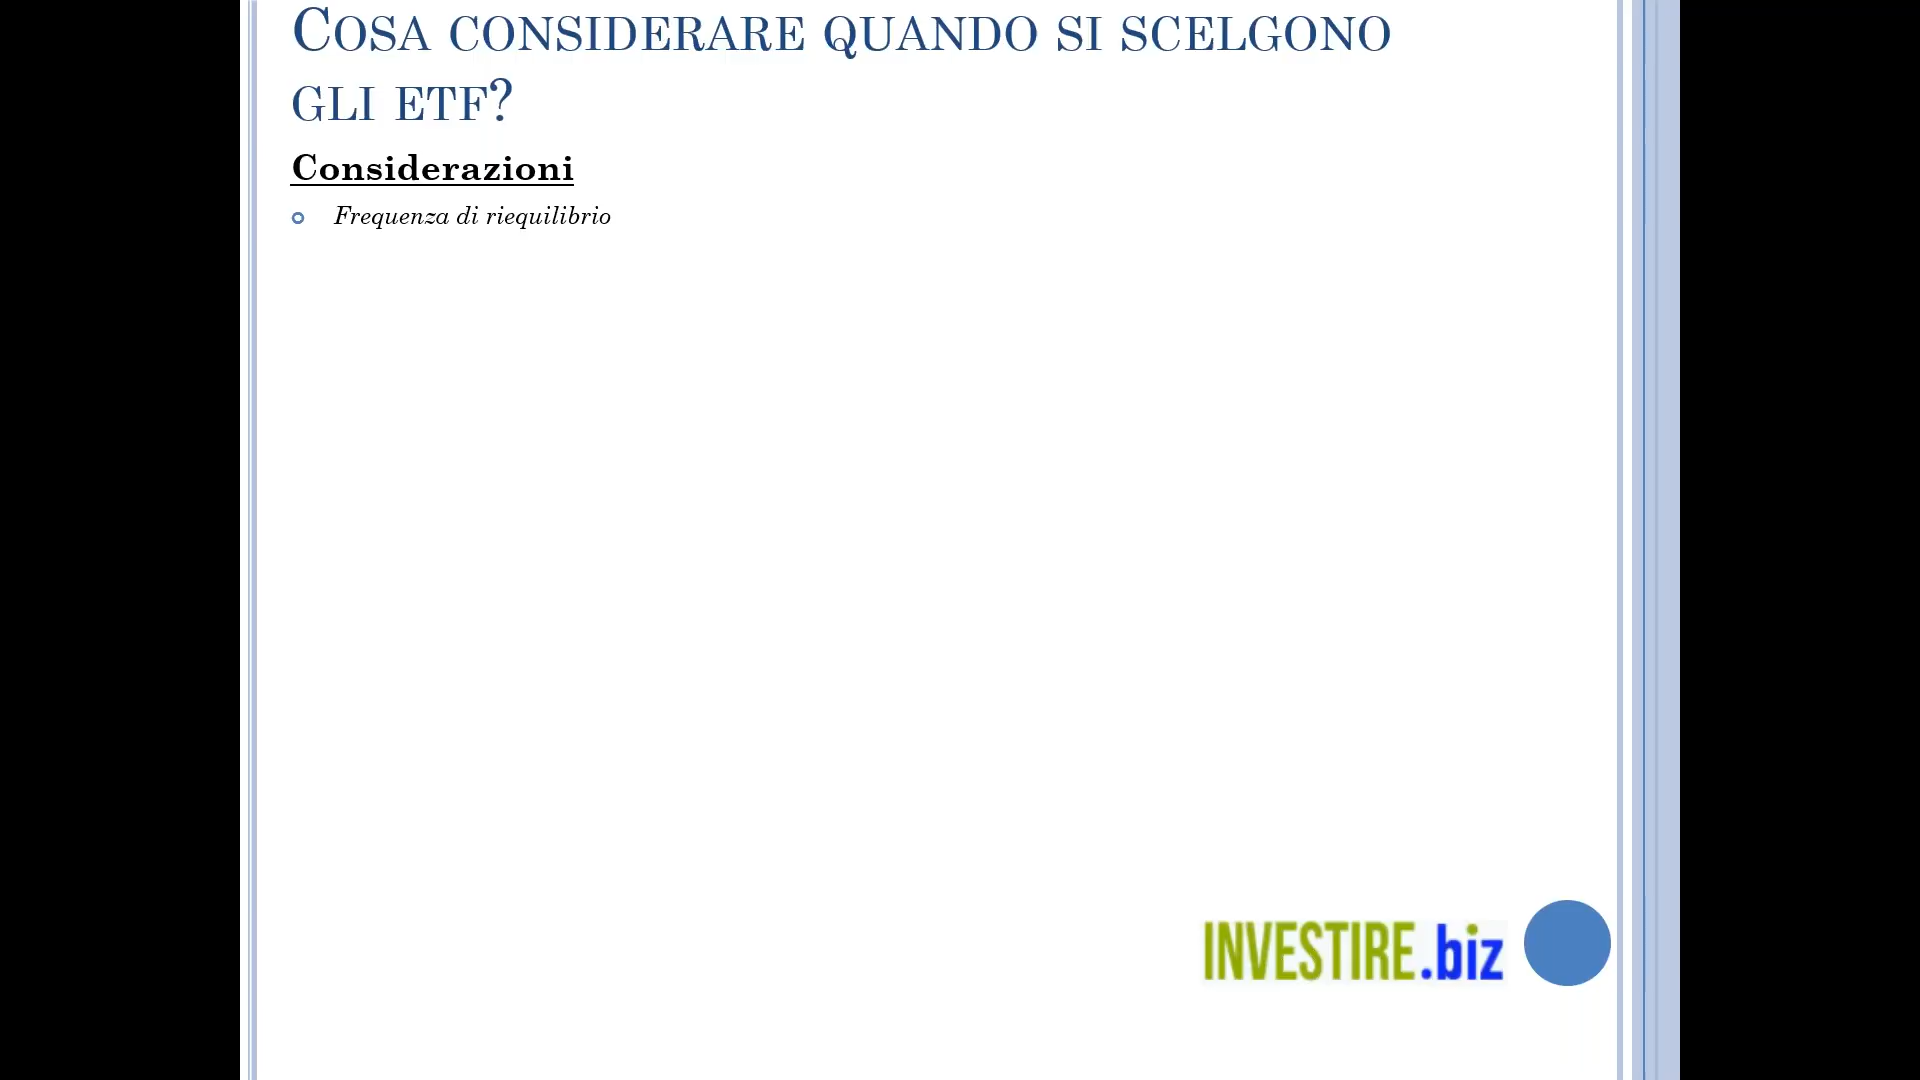 Cosa considerare quando si scelgono
gli etf?
Considerazioni
Frequenza di riequilibrio
INVESTIRE.biz